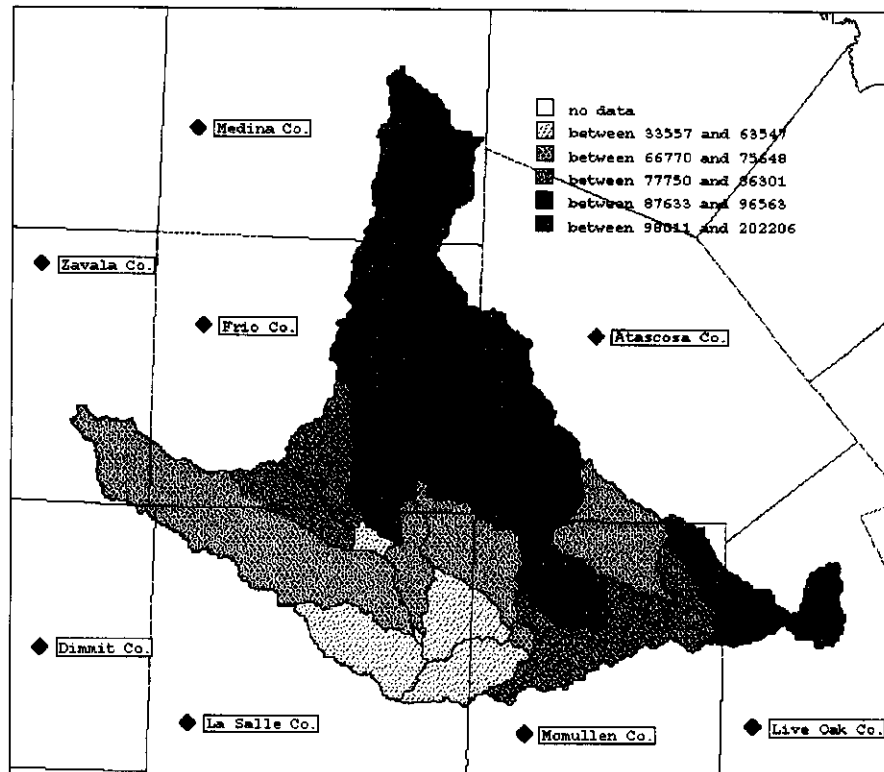 no data
Medina Co.
between 33557 and 63547
between 66770 and 75648
between 77750 and 86301
between 87633 and 96563
between 98011 and 202206
Zavala Co.
Frio Co.
Atascosa Co.
Dimmit Co.
La Salle Co.
Momullen Co.
Live Oak Co.